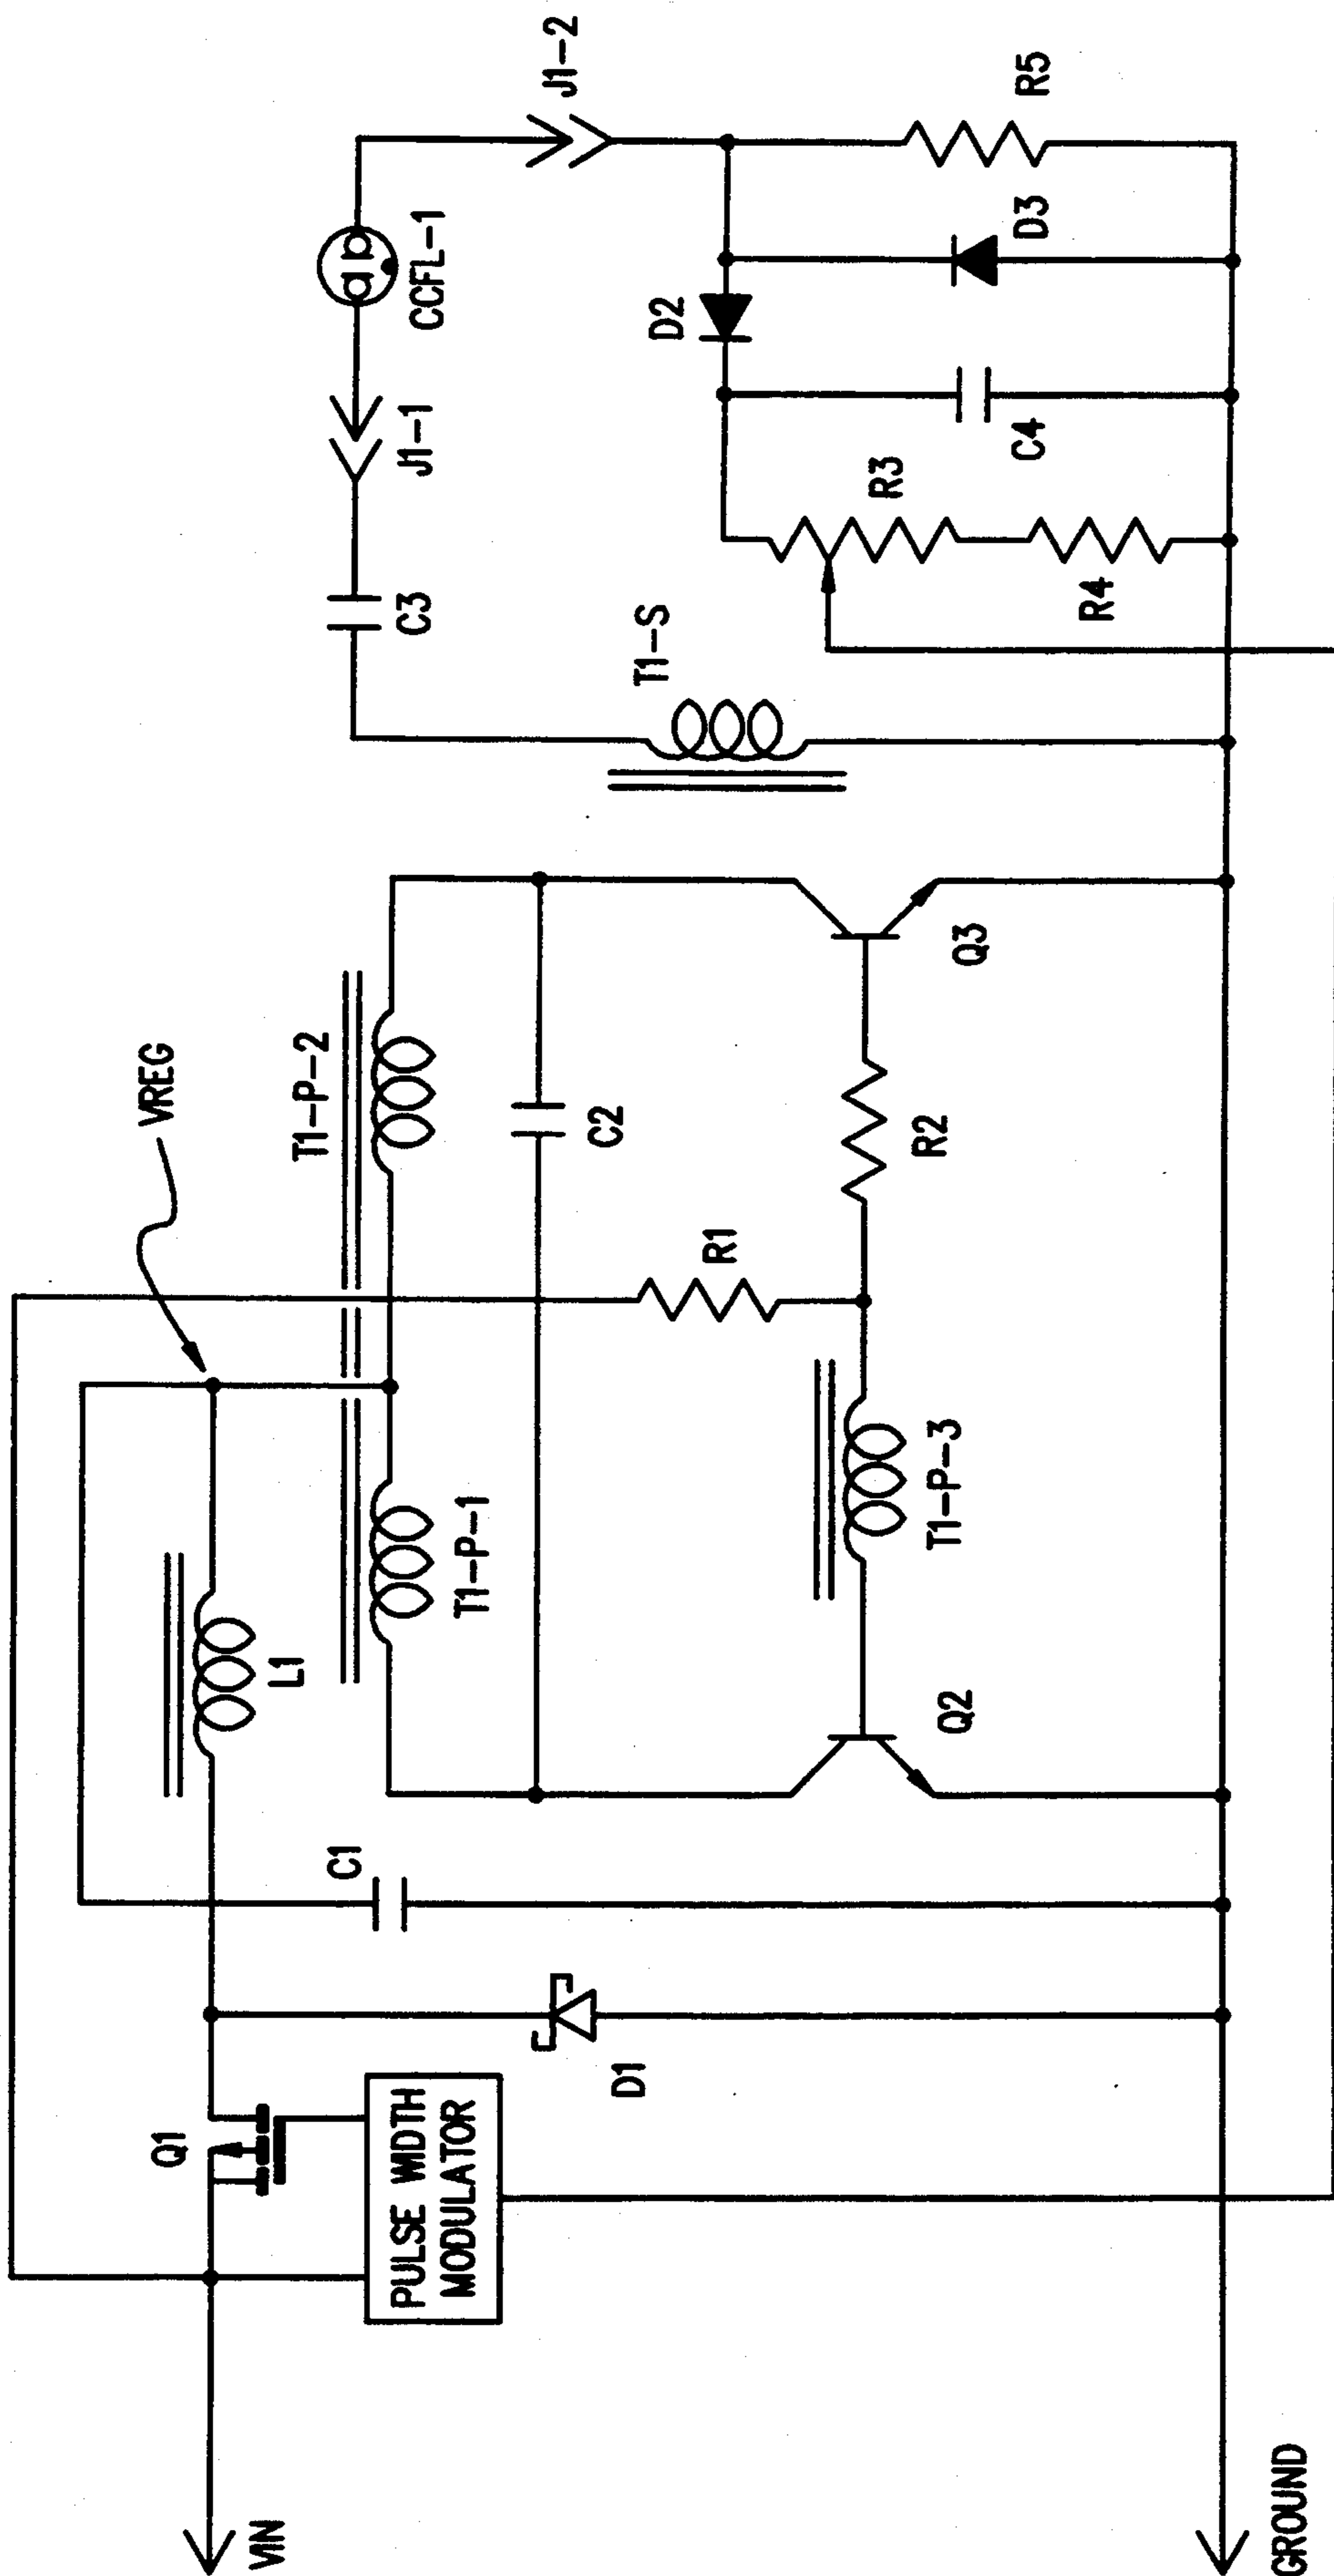 VIN
GROUND
Q1
PULSE WIDTH
MODULATOR
D1
C1
L1
VREG
T1-P-1
T1-P-2
C2
R1
Q2
T1-P-3
R2
Q3
T1-S
C3
J1-1
CCFL-1
J1-2
D2
R3
R4
C4
D3
R5